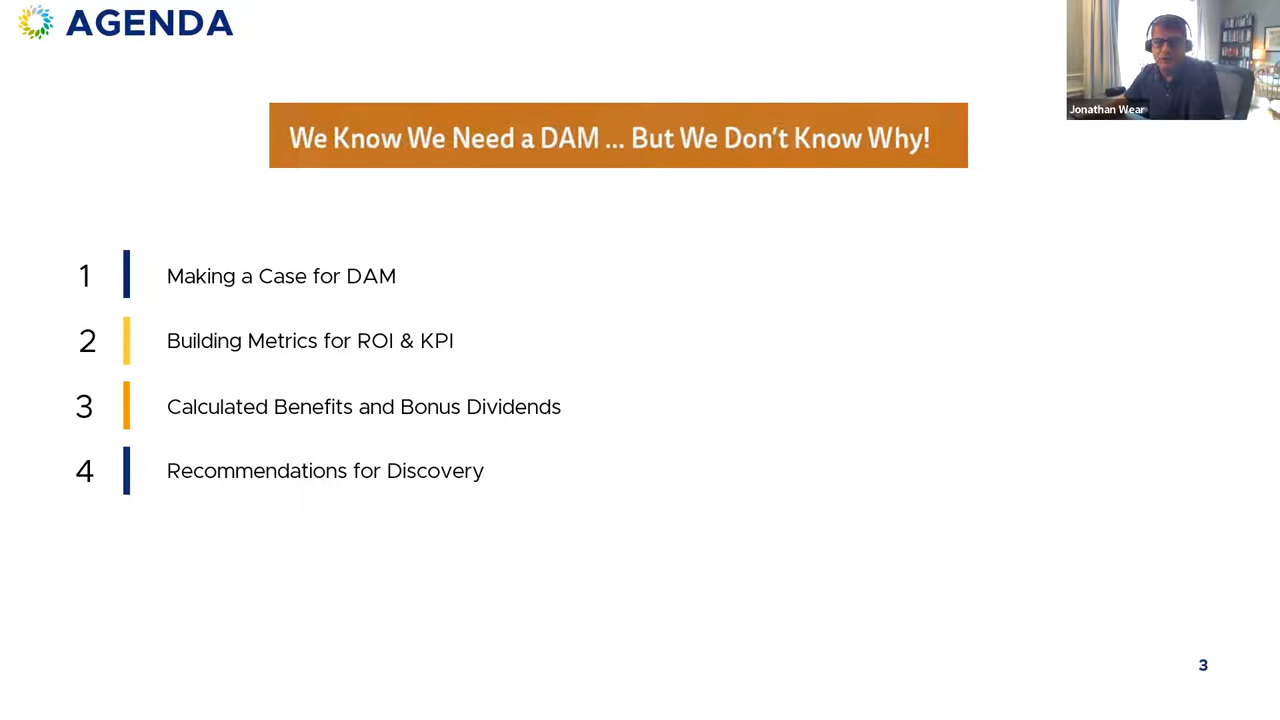 AGENDA
Jonathan Wear
We Know We Need a DAM ... But We Don't Know Why!
1 Making a Case for DAM
2 Building Metrics for ROI & KPI
3 Calculated Benefits and Bonus Dividends
4 Recommendations for Discovery
3